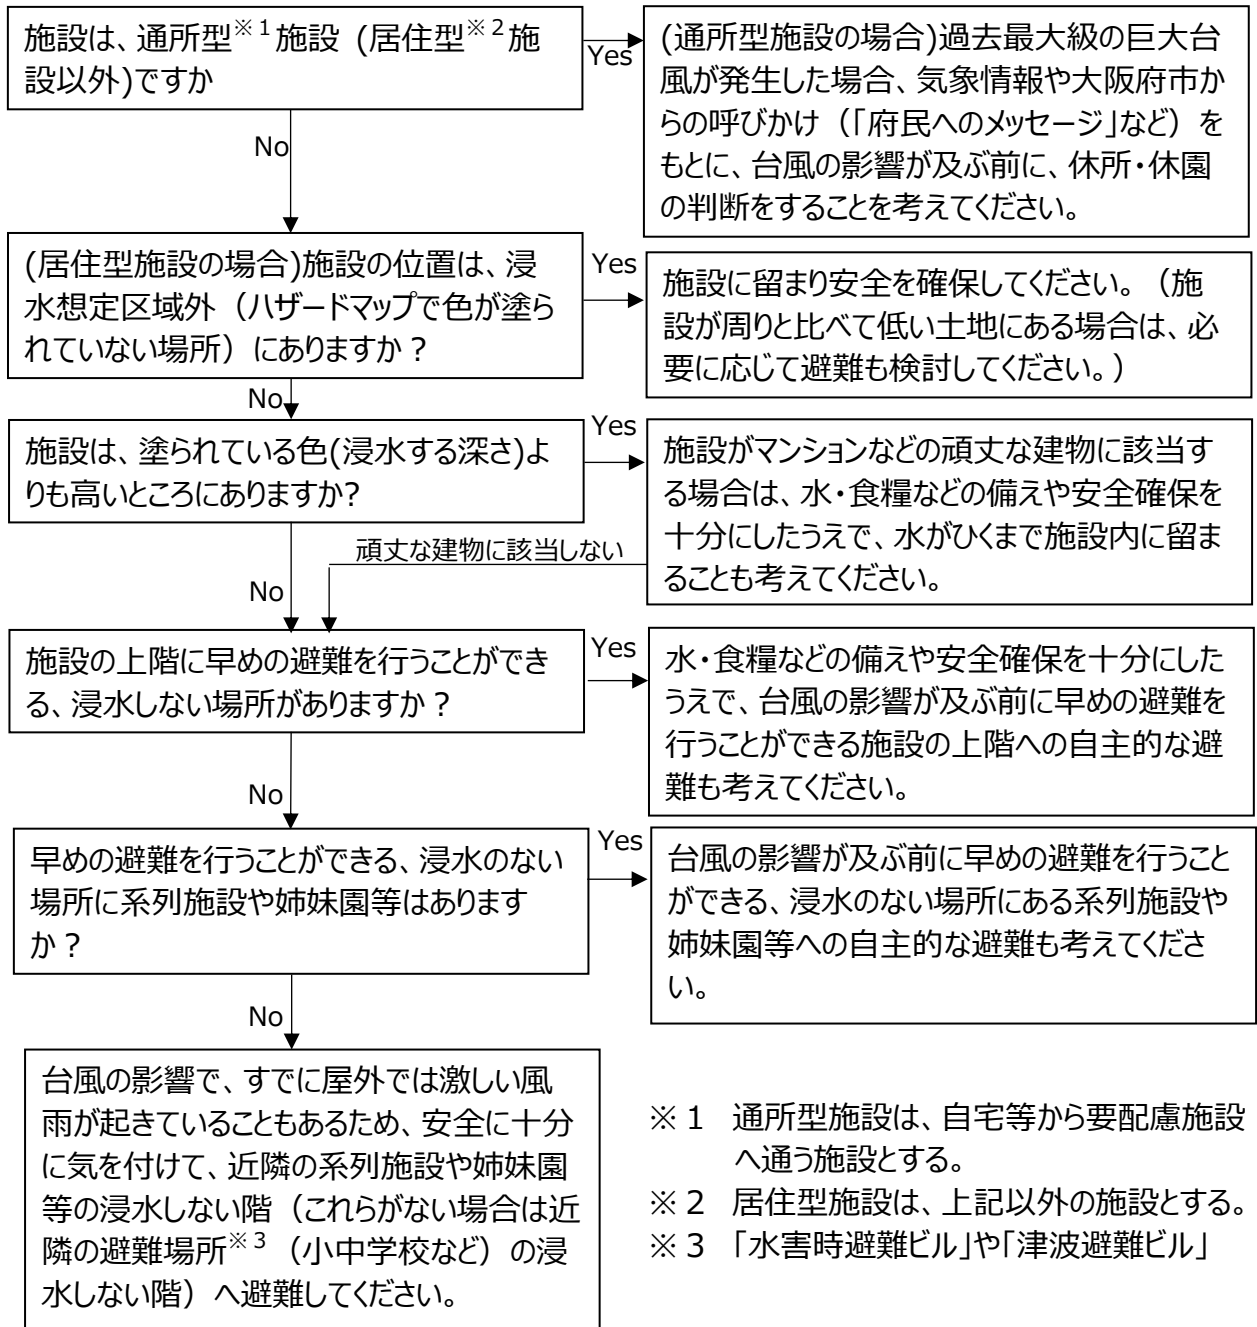 施設は、通所型※1施設 (居住型※2施
設以外)ですか
Yes
(通所型施設の場合)過去最大級の巨大台
風が発生した場合、気象情報や大阪府市か
らの呼びかけ（「府民へのメッセージ」など）を
もとに、台風の影響が及ぶ前に、休所・休園
の判断をすることを考えてください。
No
(居住型施設の場合)施設の位置は、浸
水想定区域外（ハザードマップで色が塗ら
れていない場所）にありますか？
Yes
施設に留まり安全を確保してください。（施
設が周りと比べて低い土地にある場合は、必
要に応じて避難も検討してください。）
No
施設は、塗られている色(浸水する深さ)よ
りも高いところにありますか?
Yes
施設がマンションなどの頑丈な建物に該当す
る場合は、水・食糧などの備えや安全確保を
十分にしたうえで、水がひくまで施設内に留ま
ることも考えてください。
頑丈な建物に該当しない
No
施設の上階に早めの避難を行うことができ
る、浸水しない場所がありますか？
Yes
水・食糧などの備えや安全確保を十分にした
うえで、台風の影響が及ぶ前に早めの避難を
行うことができる施設の上階への自主的な避
難も考えてください。
No
早めの避難を行うことができる、浸水のない
場所に系列施設や姉妹園等はあります
か？
Yes
台風の影響が及ぶ前に早めの避難を行うこと
ができる、浸水のない場所にある系列施設や
姉妹園等への自主的な避難も考えてくださ
い。
No
台風の影響で、すでに屋外では激しい風
雨が起きていることもあるため、安全に十分
に気を付けて、近隣の系列施設や姉妹園
等の浸水しない階（これらがない場合は近
隣の避難場所※3（小中学校など）の浸
水しない階）へ避難してください。
※1 通所型施設は、自宅等から要配慮施設
へ通う施設とする。
※2 居住型施設は、上記以外の施設とする。
※3 「水害時避難ビル」や「津波避難ビル」